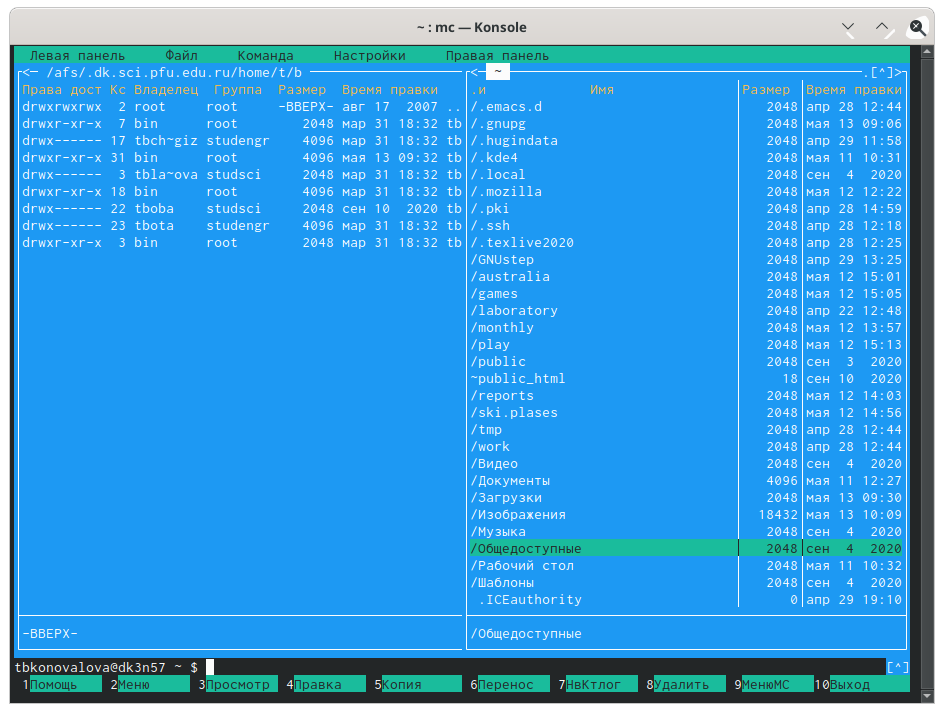 ~ : mc — Konsole
Левая панель Файл Команда Настройки Правая панель
<─ /afs/.dk.sci.pfu.edu.ru/home/t/b
Права дост Кс Владелец Группа Размер Время правки
drwxrwxrwx 2 root root -ВВЕРХ- авг 17 2007 ..
drwxr-xr-x 7 bin root 2048 мар 31 18:32 tb
drwx------ 17 tbch~giz studengr 4096 мар 31 18:32 tb
drwxr-xr-x 31 bin root 4096 мая 13 09:32 tb
drwx------ 3 tbla~ova studsci 2048 мар 31 18:32 tb
drwxr-xr-x 18 bin root 4096 мар 31 18:32 tb
drwx------ 22 tboba studsci 2048 сен 10 2020 tb
drwx------ 23 tbota studengr 4096 мар 31 18:32 tb
drwxr-xr-x 3 bin root 2048 мар 31 18:32 tb
-ВВЕРХ-
<─ ~ .[^]>
.и Имя Размер Время правки
/.emacs.d 2048 апр 28 12:44
/.gnupg 2048 мая 13 09:06
/.hugindata 2048 апр 29 11:58
/.kde4 2048 мая 11 10:31
/.local 2048 сен 4 2020
/.mozilla 2048 мая 12 12:22
/.pki 2048 апр 28 14:59
/.ssh 2048 апр 28 12:18
/.texlive2020 2048 апр 28 12:25
/GNUstep 2048 апр 29 13:25
/australia 2048 мая 12 15:01
/games 2048 мая 12 15:05
/laboratory 2048 апр 22 12:48
/monthly 2048 мая 12 13:57
/play 2048 мая 12 15:13
/public 2048 сен 3 2020
~public_html 18 сен 10 2020
/reports 2048 мая 12 14:03
/ski.plases 2048 мая 12 14:56
/tmp 2048 апр 28 12:44
/work 2048 апр 28 12:44
/Видео 2048 сен 4 2020
/Документы 4096 мая 11 12:27
/Загрузки 2048 мая 13 09:30
/Изображения 18432 мая 13 10:09
/Музыка 2048 сен 4 2020
/Общедоступные 2048 сен 4 2020
/Рабочий стол 2048 мая 11 10:32
/Шаблоны 2048 сен 4 2020
.ICEauthority 0 апр 29 19:10
/Общедоступные
tbkonovalova@dk3n57 ~ $ [^]
1Помощь 2Меню 3Просмотр 4Правка 5Копия 6Перенос 7НвКтлог 8Удалить 9МенюМС 10Выход